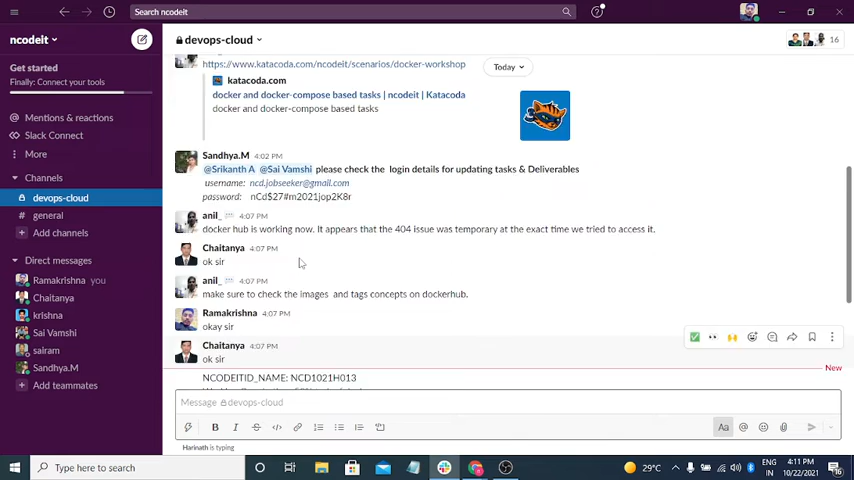 Search ncodeit
ncodeit
devops-cloud
16
Get started
Finally: Connect your tools
Mentions & reactions
Slack Connect
More
Channels
devops-cloud
# general
Add channels
Direct messages
Ramakrishna you
Chaitanya
krishna
Sai Vamshi
sairam
Sandhya.M
Add teammates
https://www.katacoda.com/ncodeit/scenarios/docker-workshop
Today
katacoda.com
docker and docker-compose based tasks | ncodeit | Katacoda
docker and docker-compose based tasks
Sandhya.M 4:02 PM
@Srikanth A @Sai Vamshi please check the login details for updating tasks & Deliverables
username: ncd.jobseeker@gmail.com
password: nCd$27#m2021jop2K8r
anil_ 4:07 PM
docker hub is working now. It appears that the 404 issue was temporary at the exact time we tried to access it.
Chaitanya 4:07 PM
ok sir
anil_ 4:07 PM
make sure to check the images and tags concepts on dockerhub.
Ramakrishna 4:07 PM
okay sir
Chaitanya 4:07 PM
ok sir
New
NCODEITID_NAME: NCD1021H013
Message devops-cloud
B I
Aa
Harinath is typing
Type here to search
29°C
ENG
IN
4:11 PM
10/22/2021
16